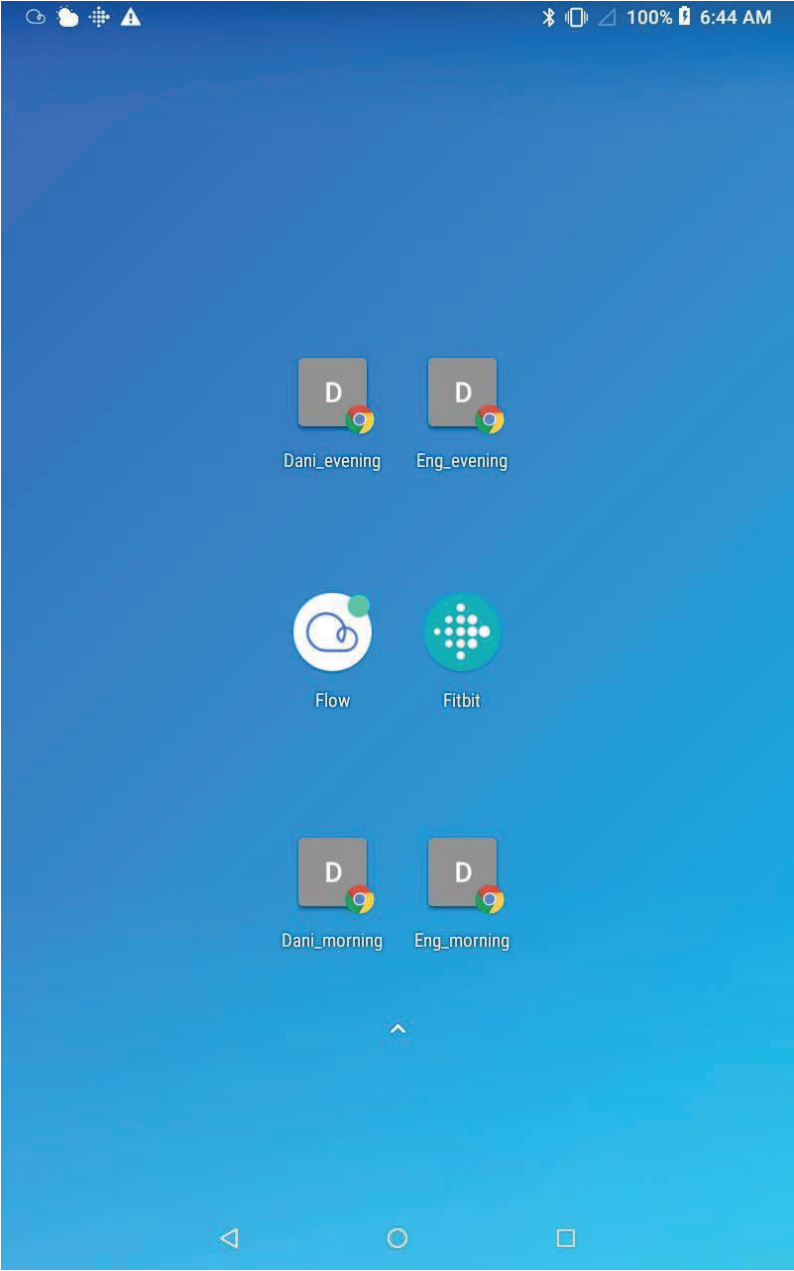 100% 6:44 AM
D D
Dani_evening Eng_evening
Flow Fitbit
D D
Dani_morning Eng_morning